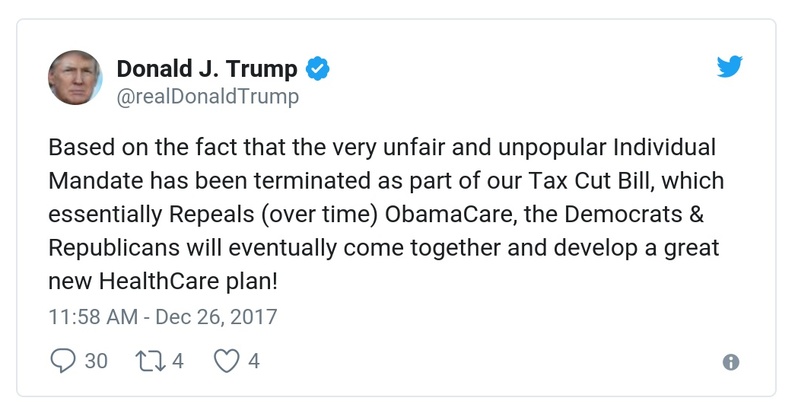 Donald J. Trump
@realDonaldTrump
Based on the fact that the very unfair and unpopular Individual
Mandate has been terminated as part of our Tax Cut Bill, which
essentially Repeals (over time) ObamaCare, the Democrats &
Republicans will eventually come together and develop a great
new HealthCare plan!
11:58 AM - Dec 26, 2017
30 4 4